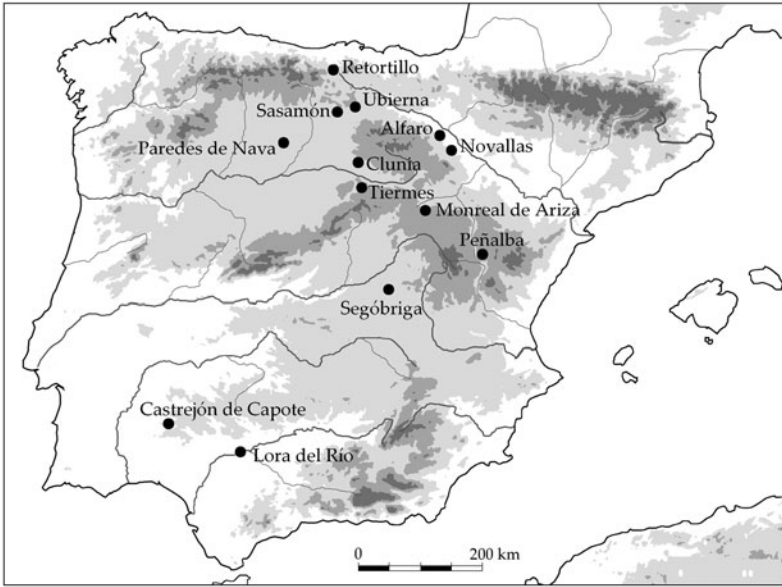 Retortillo
Ubierna
Sasamón
Alfaro
Paredes de Nava
Novallas
Clunia
Tiermes
Monreal de Ariza
Peñalba
Segóbriga
Castrejón de Capote
Lora del Río
0 200 km